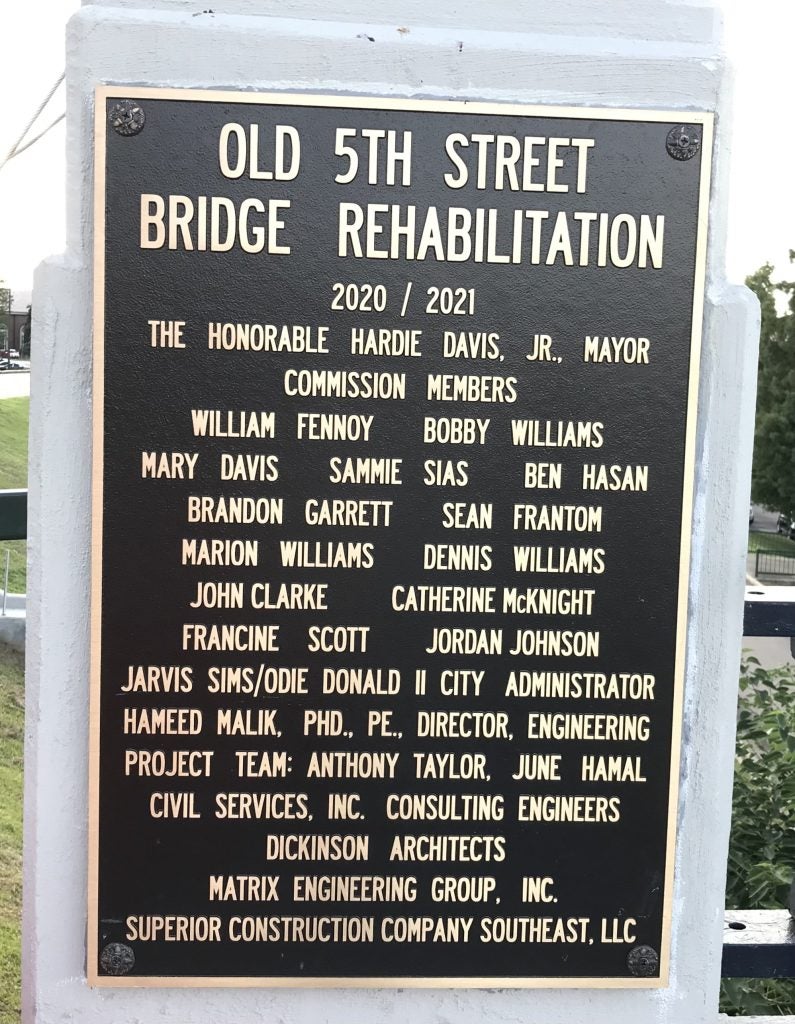 OLD 5TH STREET
BRIDGE REHABILITATION
2020 / 2021
THE HONORABLE HARDIE DAVIS, JR., MAYOR
COMMISSION MEMBERS
WILLIAM FENNOY BOBBY WILLIAMS
MARY DAVIS SAMMIE SIAS BEN HASAN
BRANDON GARRETT SEAN FRANTOM
MARION WILLIAMS DENNIS WILLIAMS
JOHN CLARKE CATHERINE McKNIGHT
FRANCINE SCOTT JORDAN JOHNSON
JARVIS SIMS/ODIE DONALD II CITY ADMINISTRATOR
HAMEED MALIK, PHD., PE., DIRECTOR, ENGINEERING
PROJECT TEAM: ANTHONY TAYLOR, JUNE HAMAL
CIVIL SERVICES, INC. CONSULTING ENGINEERS
DICKINSON ARCHITECTS
MATRIX ENGINEERING GROUP, INC.
SUPERIOR CONSTRUCTION COMPANY SOUTHEAST, LLC